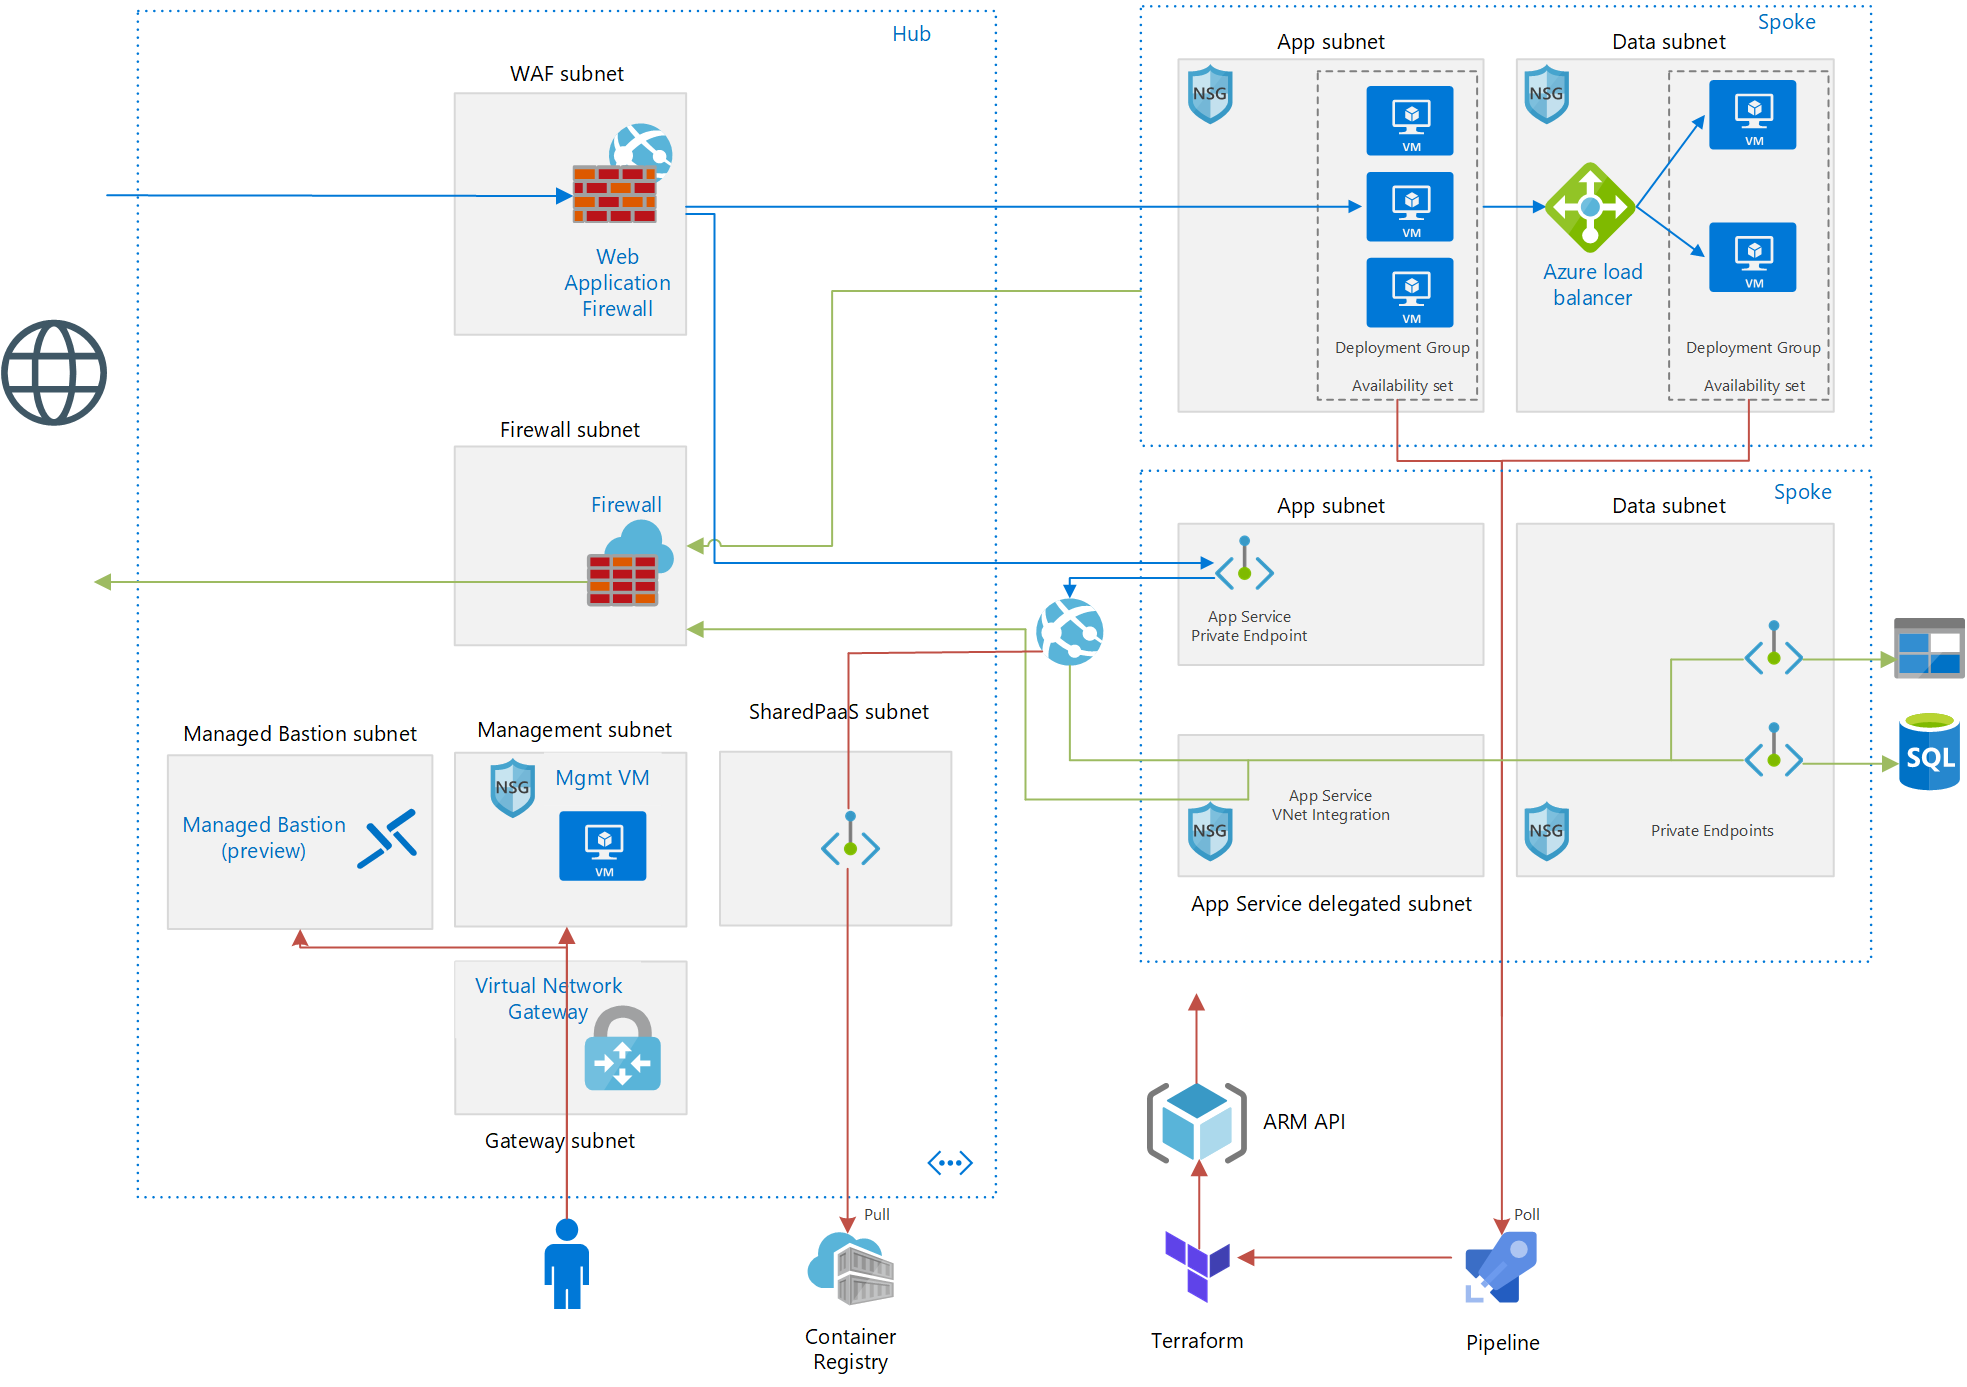 Hub
WAF subnet
Web
Application
Firewall
Firewall subnet
Firewall
Managed Bastion subnet
Managed Bastion
(preview)
Management subnet
NSG
Mgmt VM
VM
SharedPaaS subnet
Virtual Network
Gateway
Gateway subnet
Spoke
App subnet
NSG
VM
VM
VM
Deployment Group
Availability set
Data subnet
NSG
VM
Azure load
balancer
VM
Deployment Group
Availability set
Spoke
App subnet
App Service
Private Endpoint
App Service
VNet Integration
NSG
App Service delegated subnet
Data subnet
NSG
Private Endpoints
SQL
ARM API
Pull
Container
Registry
Terraform
Poll
Pipeline